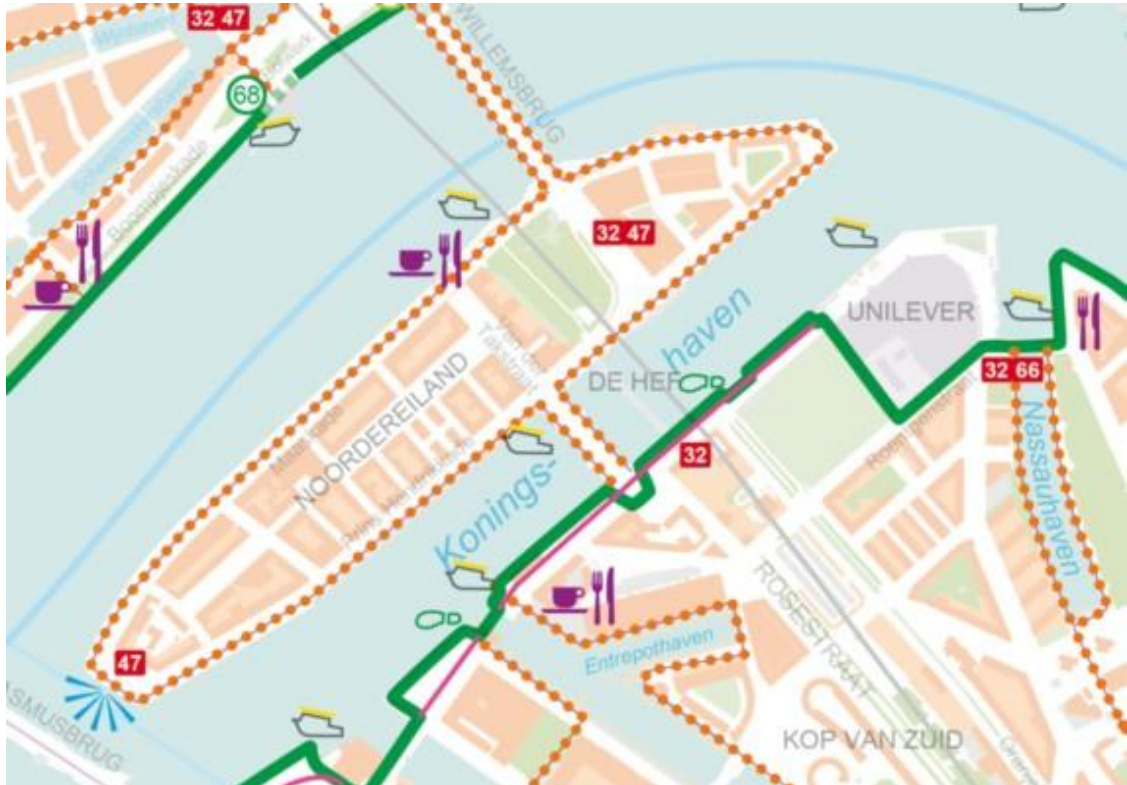 32 47
WILLEMSBRUG
68
Boompjeskade
32 47
UNILEVER
haven
DE HEF
32 66
NOORDEREILAND
Nassauhaven
32
Konings-
ROSESTRAAT
Entrepothaven
47
ASMUSBRUG
KOP VAN ZUID